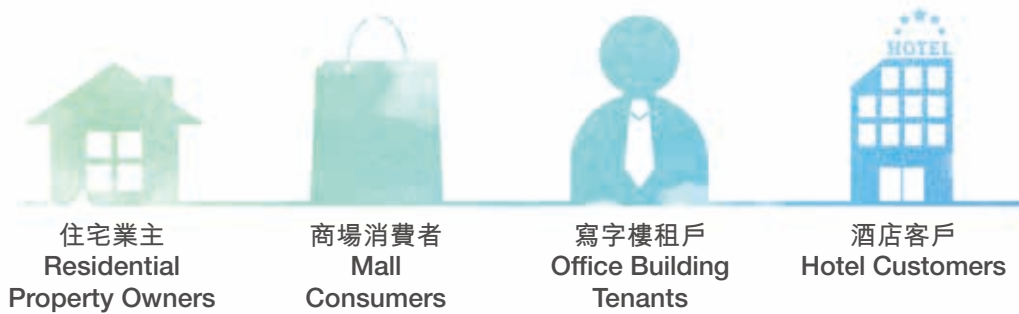 HOTEL
住宅業主
Residential
Property Owners
商場消費者
Mall
Consumers
寫字樓租戶
Office Building
Tenants
酒店客戶
Hotel Customers